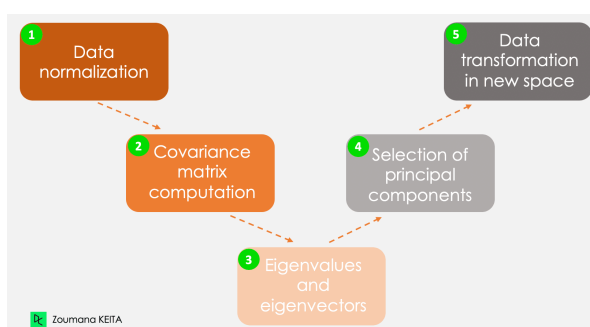 1
Data
normalization
2
Covariance
matrix
computation
3
Eigenvalues
and
eigenvectors
4
Selection of
principal
components
5
Data
transformation
in new space
Zoumana KEITA